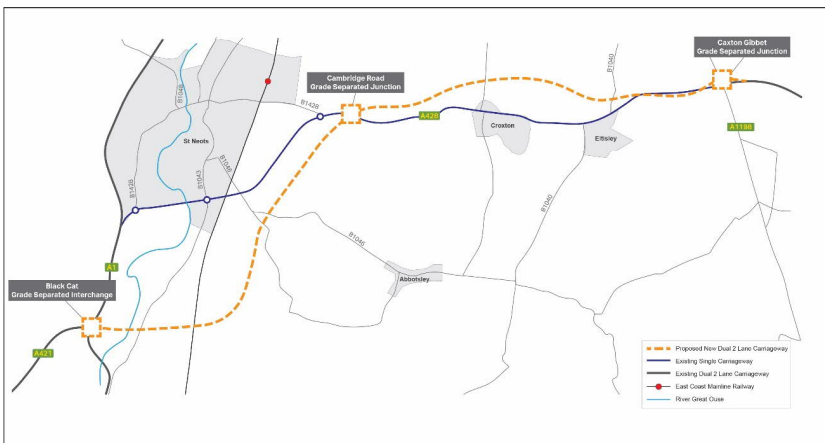 Caxton Gibbet
Grade Separated Junction
Cambridge Road
Grade Separated Junction
B1040
B1048
B1428
A428
Croxton
Eltisley
A1198
St Neots
B1428
B1043
B1046
B1040
B1046
Abbotsley
A1
Black Cat
Grade Separated Interchange
A421
Proposed New Dual 2 Lane Carriageway
Existing Single Carriageway
Existing Dual 2 Lane Carriageway
East Coast Mainline Railway
River Great Ouse